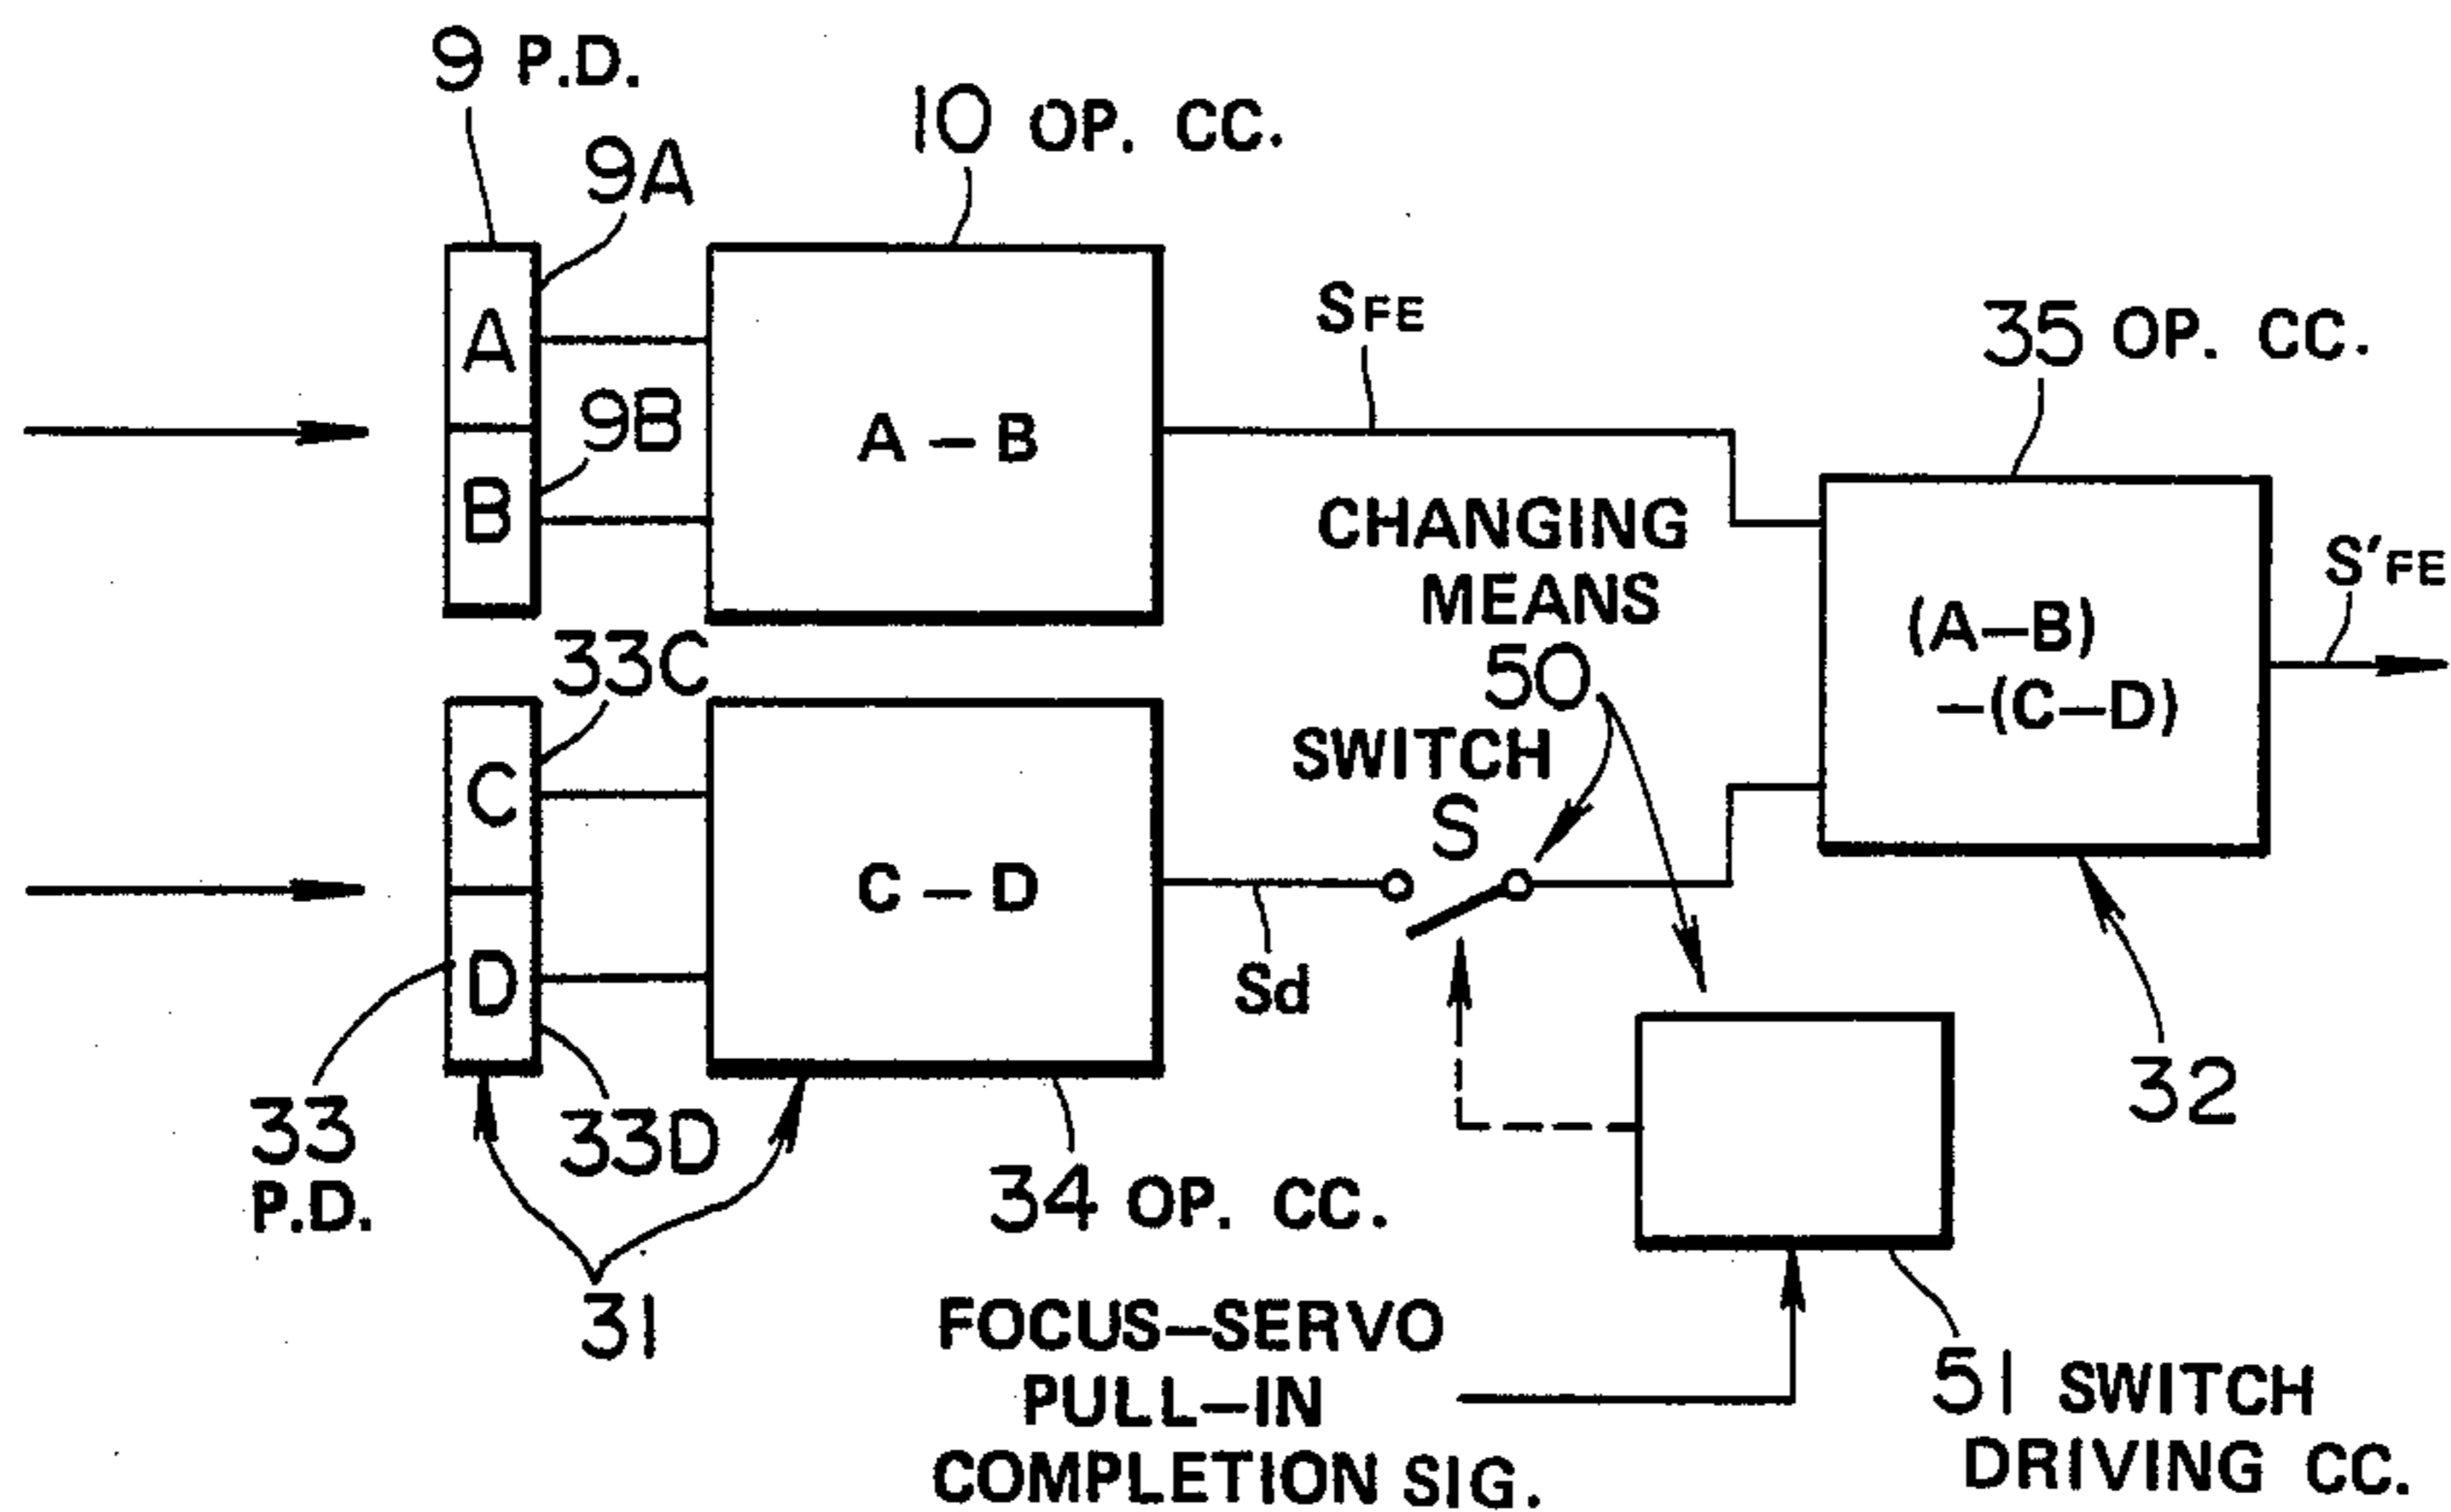 9 P.D.
9A
10 OP. CC.
A
9B
B
A – B
SFE
35 OP. CC.
CHANGING
MEANS
50
(A–B)
–(C–D)
S'FE
33C
C
SWITCH
S
C – D
Sd
D
33
P.D.
33D
31
34 OP. CC.
32
FOCUS–SERVO
PULL–IN
COMPLETION SIG.
51 SWITCH
DRIVING CC.